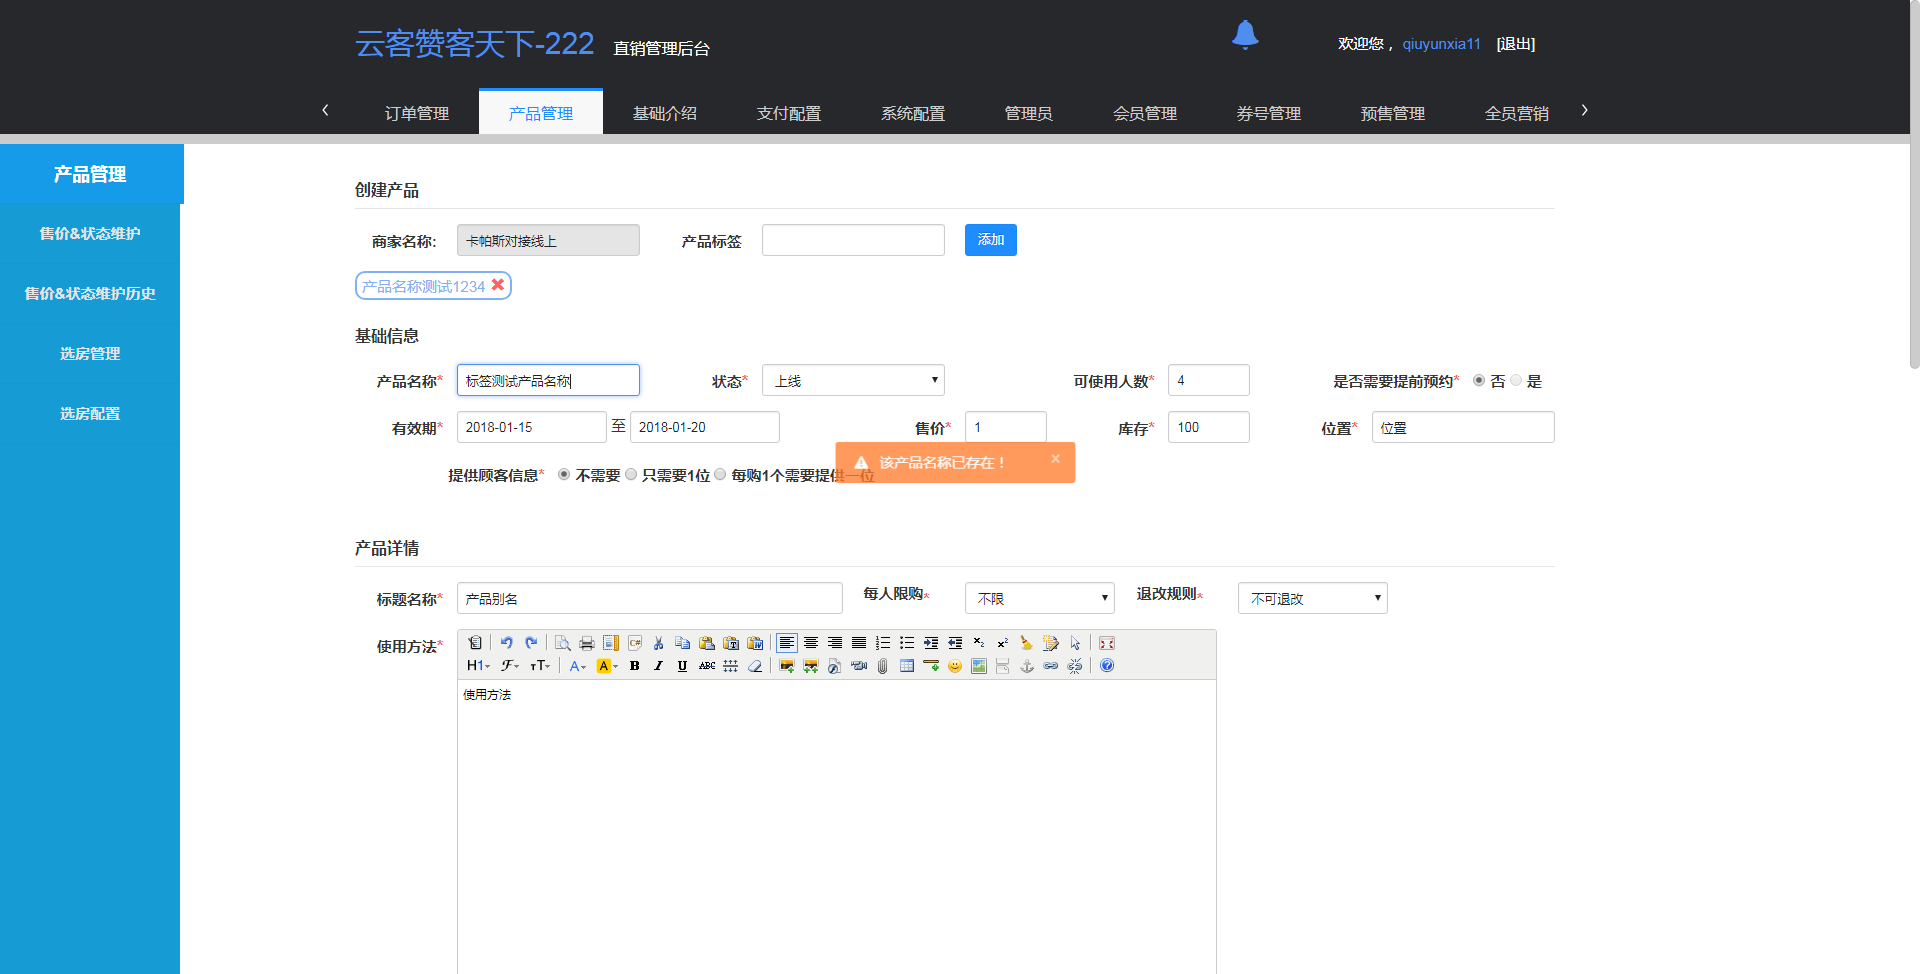 云客赞客天下-222 直销管理后台 欢迎您， qiuyunxia11 [退出]
订单管理 产品管理 基础介绍 支付配置 系统配置 管理员 会员管理 券号管理 预售管理 全员营销
产品管理
售价&状态维护
售价&状态维护历史
选房管理
选房配置
创建产品
商家名称: 卡帕斯对接线上 产品标签 添加
产品名称测试1234
基础信息
产品名称* 标签测试产品名称 状态* 上线 可使用人数* 4 是否需要提前预约* 否 是
有效期* 2018-01-15 至 2018-01-20 售价* 1 库存* 100 位置* 位置
该产品名称已存在！ ×
提供顾客信息* 不需要 只需要1位 每购1个需要提供一位
产品详情
标题名称* 产品别名 每人限购* 不限 退改规则* 不可退改
使用方法*
H1 F TT A A B I U ABC
使用方法